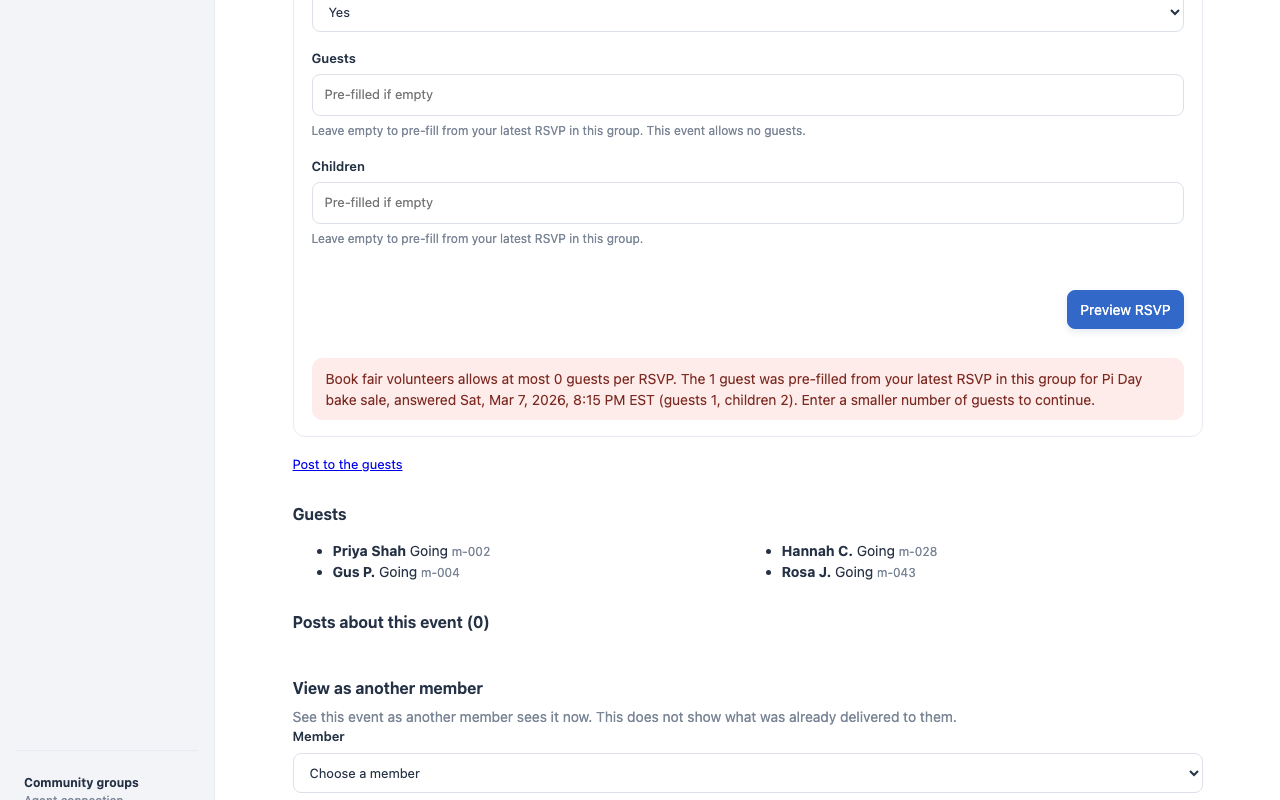 Yes
Guests
Pre-filled if empty
Leave empty to pre-fill from your latest RSVP in this group. This event allows no guests.
Children
Pre-filled if empty
Leave empty to pre-fill from your latest RSVP in this group.
Preview RSVP
Book fair volunteers allows at most 0 guests per RSVP. The 1 guest was pre-filled from your latest RSVP in this group for Pi Day
bake sale, answered Sat, Mar 7, 2026, 8:15 PM EST (guests 1, children 2). Enter a smaller number of guests to continue.
Post to the guests
Guests
Priya Shah Going m-002
Gus P. Going m-004
Hannah C. Going m-028
Rosa J. Going m-043
Posts about this event (0)
View as another member
See this event as another member sees it now. This does not show what was already delivered to them.
Member
Choose a member
Community groups
Agent connection